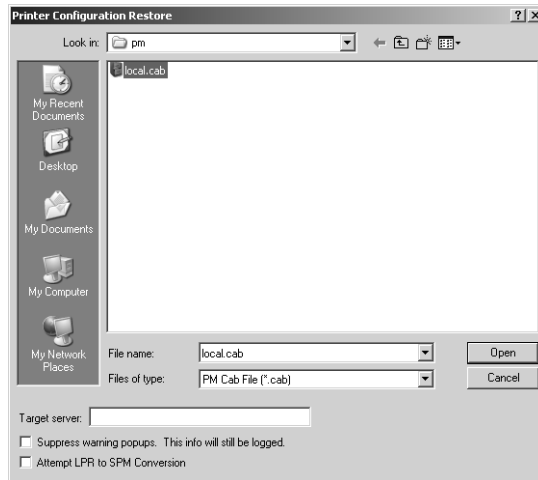 Printer Configuration Restore
Look in: pm
local.cab
My Recent
Documents
Desktop
My Documents
My Computer
My Network
Places
File name: local.cab Open
Files of type: PM Cab File (*.cab) Cancel
Target server:
Suppress warning popups. This info will still be logged.
Attempt LPR to SPM Conversion